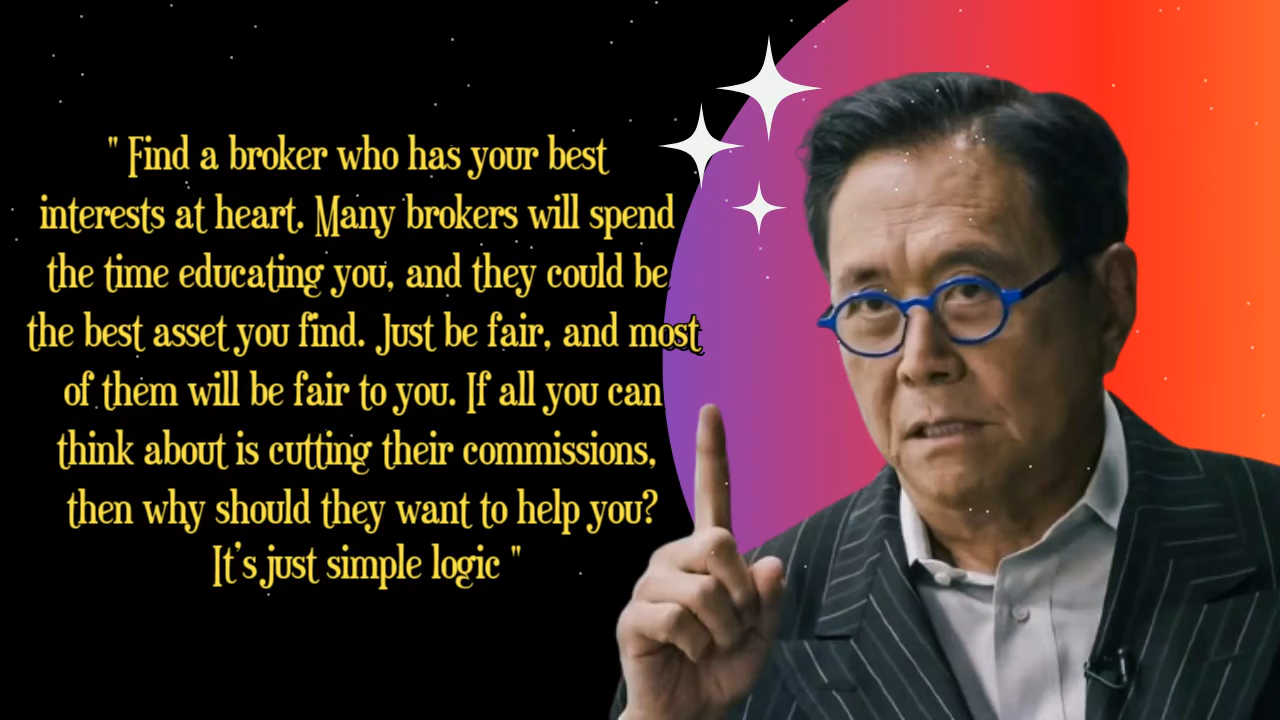 " Find a broker who has your best
interests at heart. Many brokers will spend
the time educating you, and they could be
the best asset you find. Just be fair, and most
of them will be fair to you. If all you can
think about is cutting their commissions,
then why should they want to help you?
It's just simple logic "